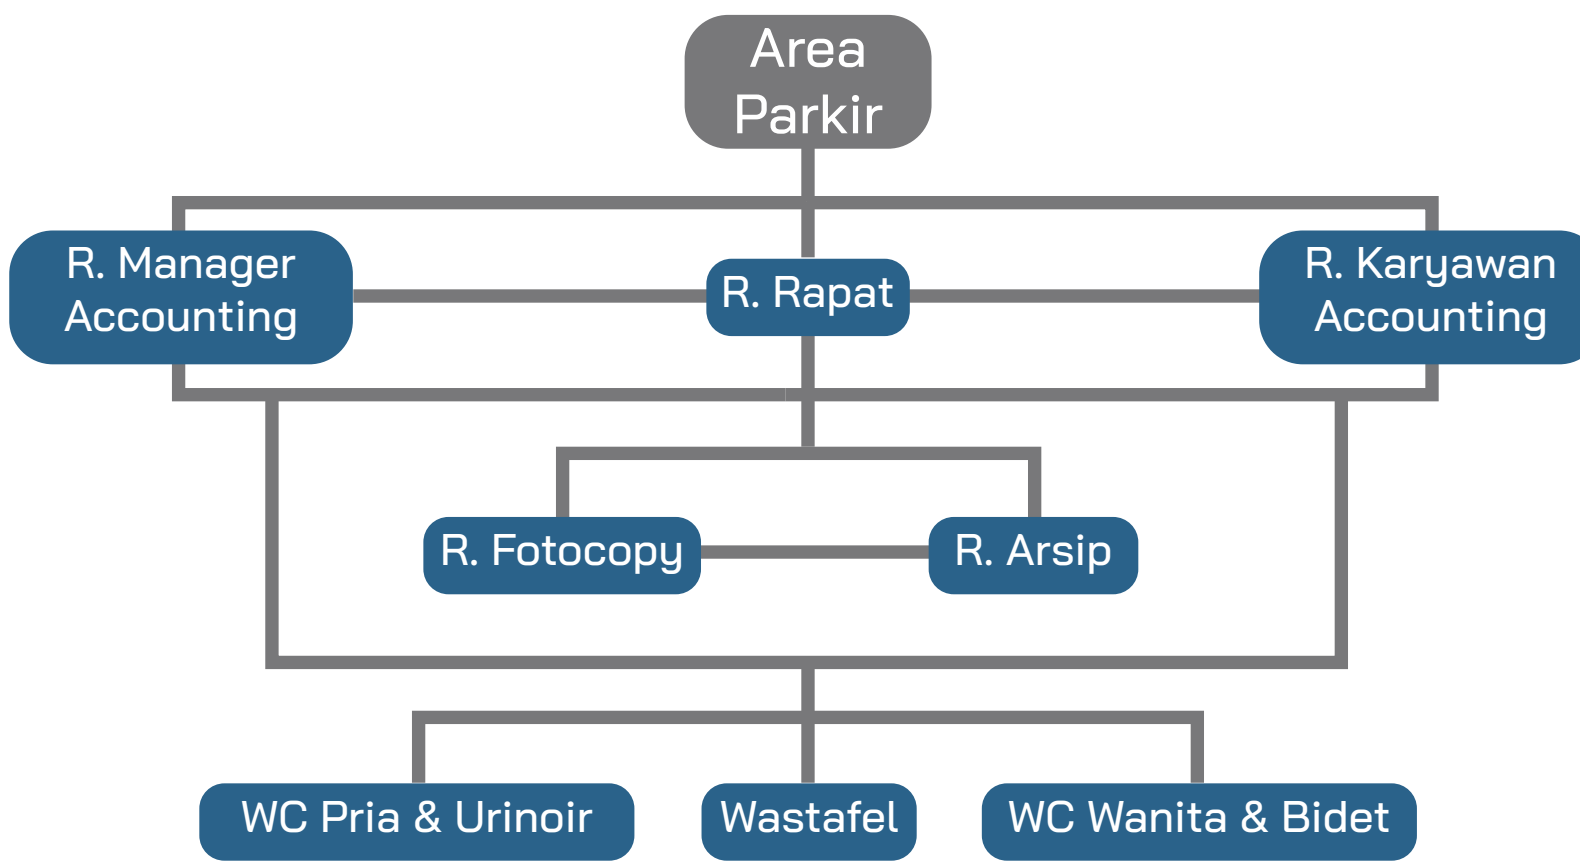 Area
Parkir
R. Manager
Accounting
R. Rapat
R. Karyawan
Accounting
R. Fotocopy
R. Arsip
WC Pria & Urinoir
Wastafel
WC Wanita & Bidet